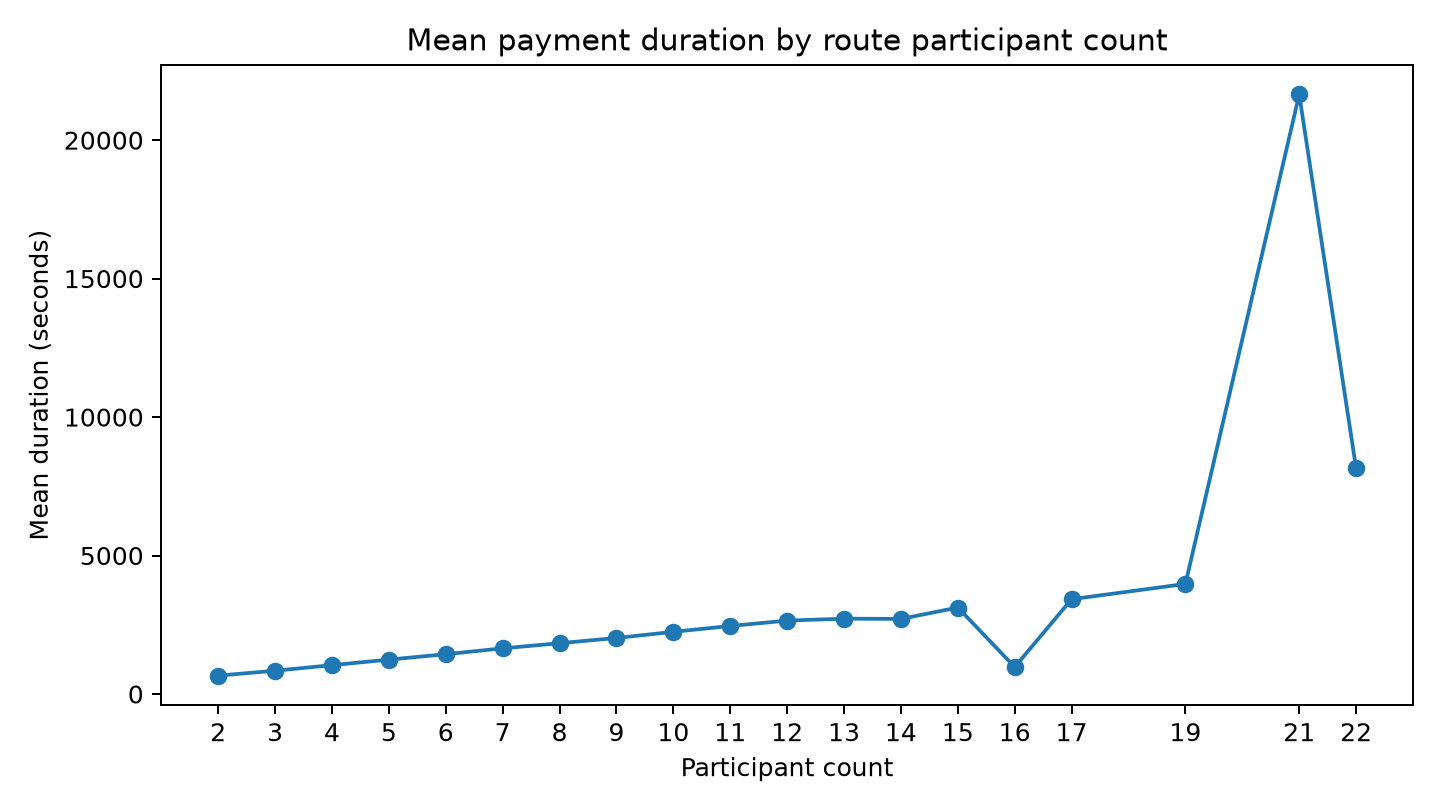 Mean payment duration by route participant count
Mean duration (seconds)
20000
15000
10000
5000
0
2 3 4 5 6 7 8 9 10 11 12 13 14 15 16 17 19 21 22
Participant count